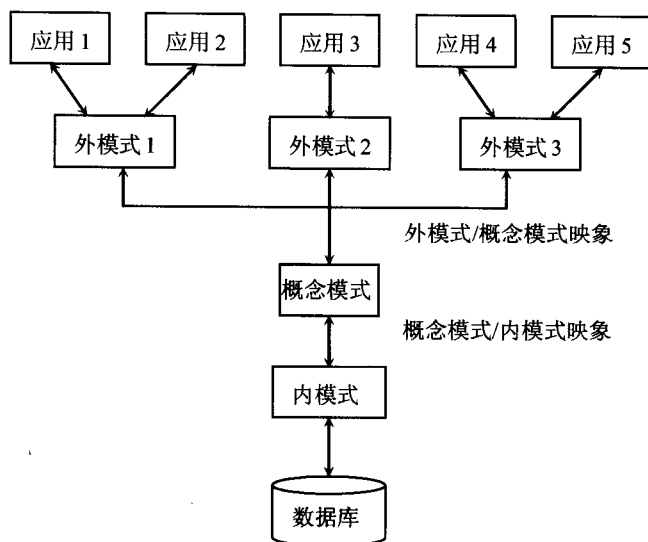 应用1
应用2
应用3
应用4
应用5
外模式1
外模式2
外模式3
外模式/概念模式映象
概念模式
概念模式/内模式映象
内模式
数据库